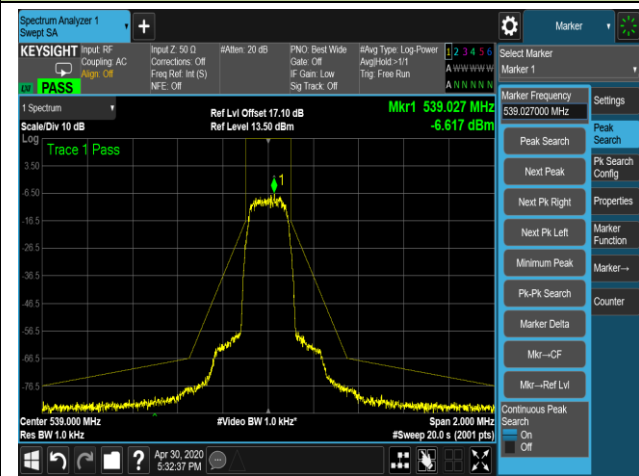 Spectrum Analyzer 1
Swept SA
Marker
KEYSIGHT
Input: RF
Coupling: AC
Align: Off
Input Z: 50 Ω
Corrections: Off
Freq Ref: Int (S)
NFE: Off
#Atten: 20 dB
PNO: Best Wide
Gate: Off
IF Gain: Low
Sig Track: Off
#Avg Type: Log-Power
Avg|Hold:>1/1
Trig: Free Run
1 2 3 4 5 6
A W W W W W
A N N N N N
LXI
PASS
Select Marker
Marker 1
1 Spectrum
Scale/Div 10 dB
Ref Lvl Offset 17.10 dB
Ref Level 13.50 dBm
Mkr1 539.027 MHz
-6.617 dBm
Log
Trace 1 Pass
1
3.50
-6.50
-16.5
-26.5
-36.5
-46.5
-56.5
-66.5
-76.5
Center 539.000 MHz
#Video BW 1.0 kHz*
Span 2.000 MHz
Res BW 1.0 kHz
#Sweep 20.0 s (2001 pts)
Marker Frequency
539.027000 MHz
Peak Search
Next Peak
Next Pk Right
Next Pk Left
Minimum Peak
Pk-Pk Search
Marker Delta
Mkr→CF
Mkr→Ref Lvl
Continuous Peak
Search
On
Off
Settings
Peak
Search
Pk Search
Config
Properties
Marker
Function
Marker→
Counter
Apr 30, 2020
5:32:37 PM